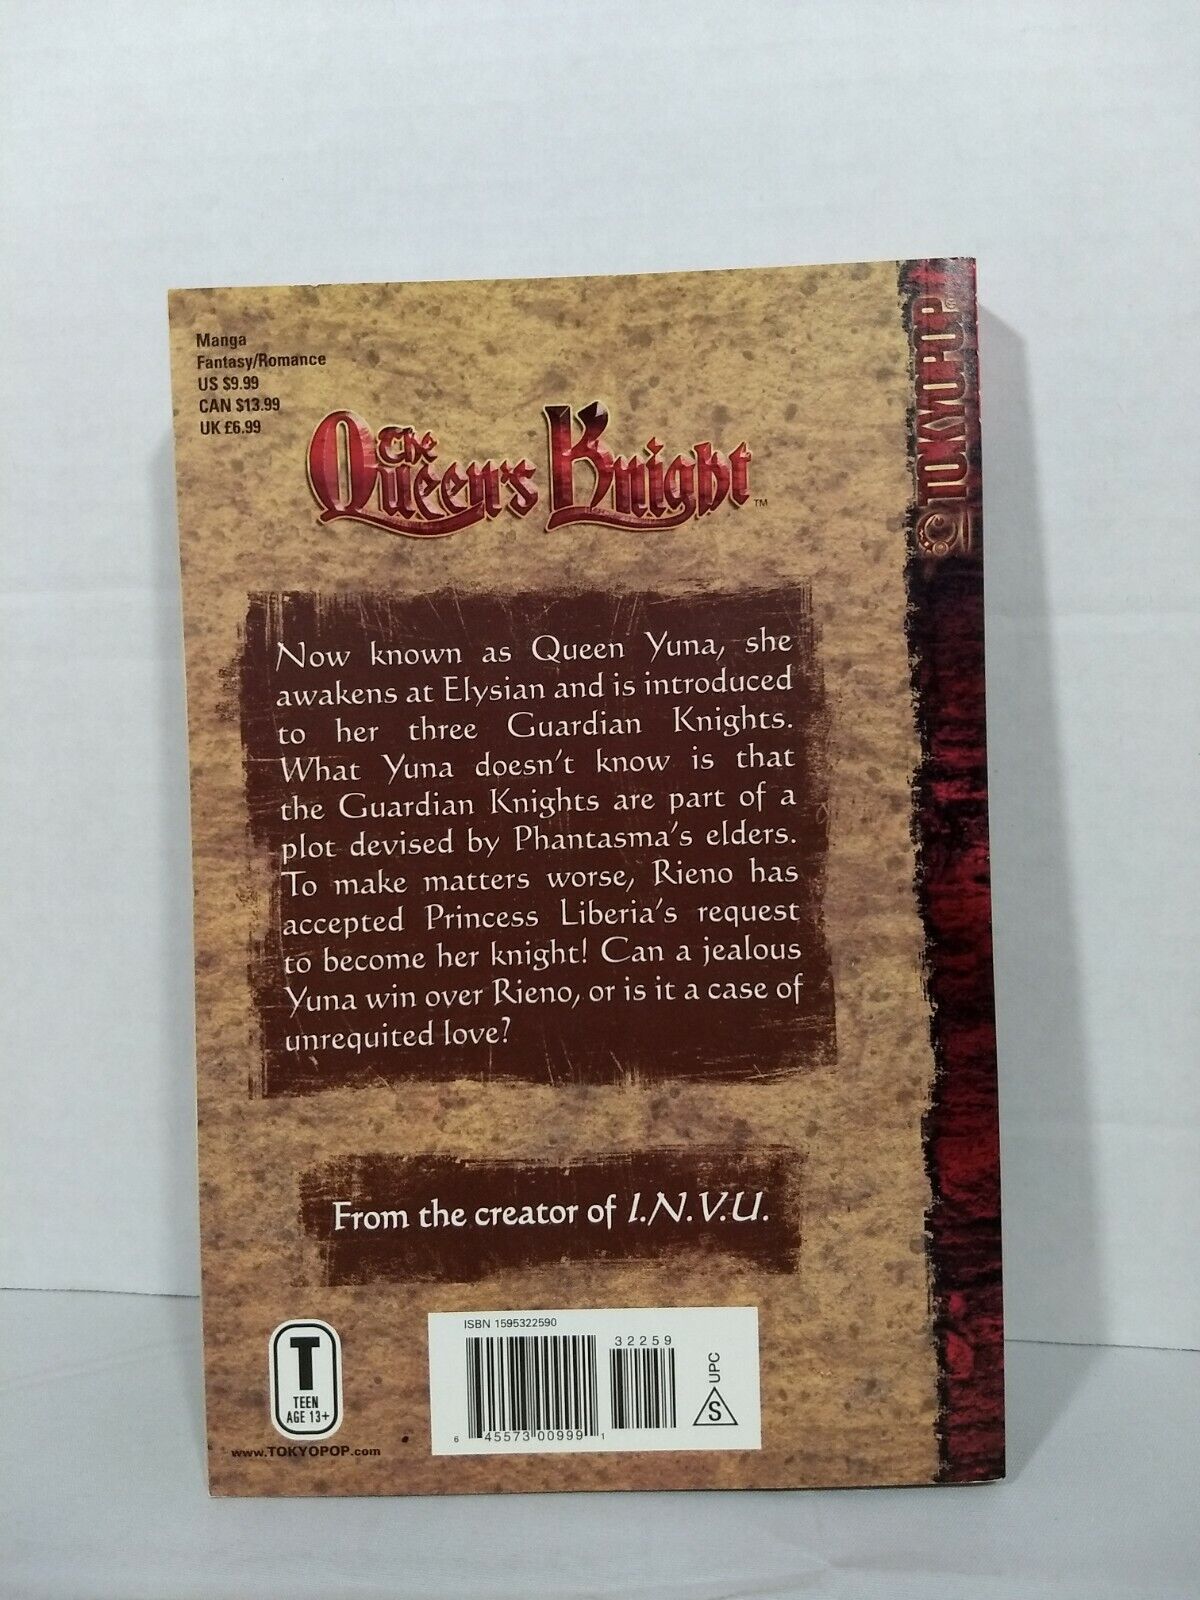 Manga
Fantasy/Romance
US $9.99
CAN $13.99
UK £6.99
The
Queen's Knight™
TOKYOPOP®
Now known as Queen Yuna, she
awakens at Elysian and is introduced
to her three Guardian Knights.
What Yuna doesn't know is that
the Guardian Knights are part of a
plot devised by Phantasma's elders.
To make matters worse, Rieno has
accepted Princess Liberia's request
to become her knight! Can a jealous
Yuna win over Rieno, or is it a case of
unrequited love?
From the creator of I.N.V.U.
T
TEEN
AGE 13+
www.TOKYOPOP.com
ISBN 1595322590
32259
6 45573 00999 1
S UPC